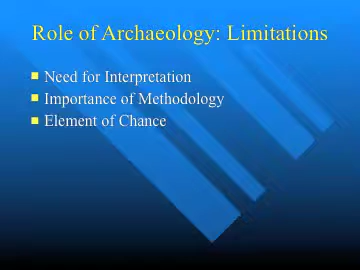 Role of Archaeology: Limitations
Need for Interpretation
Importance of Methodology
Element of Chance